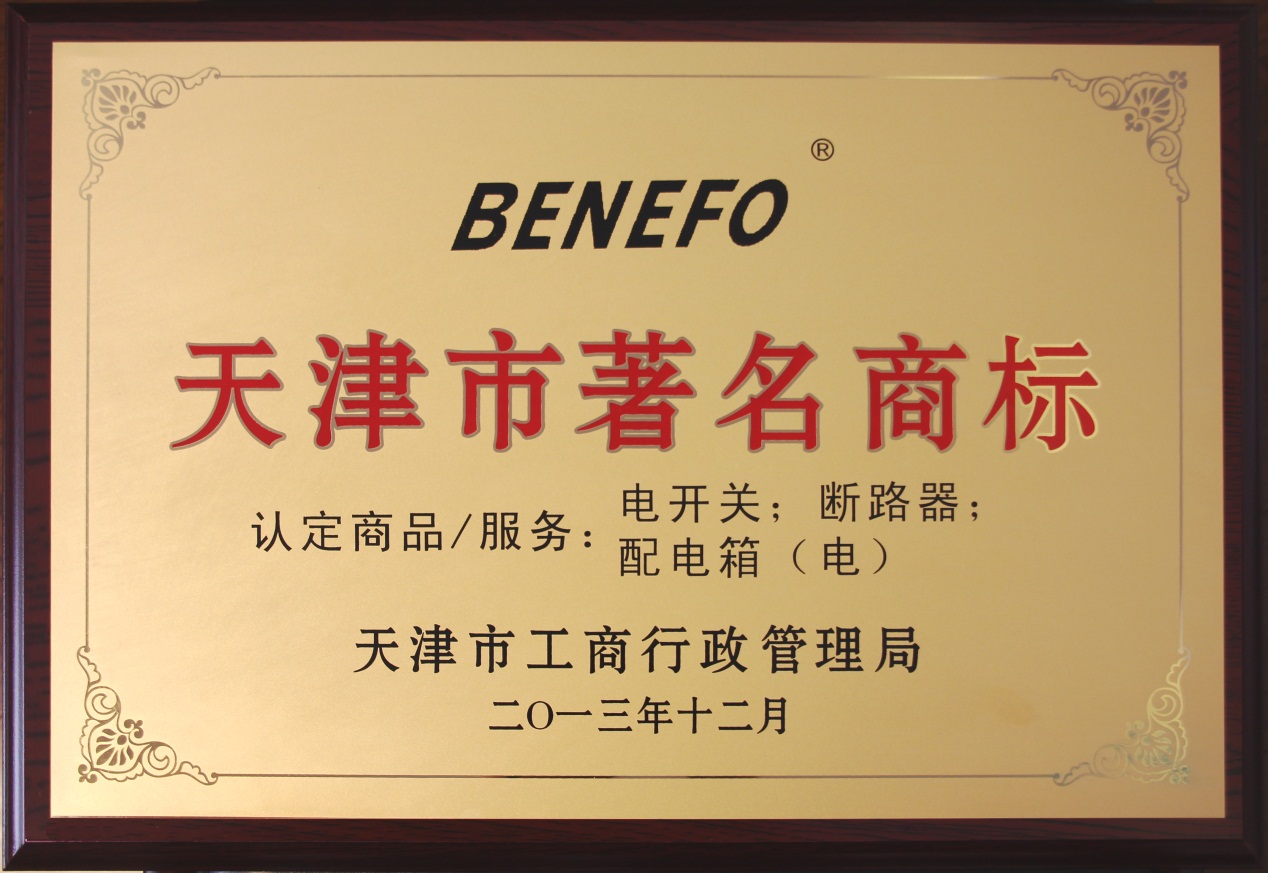 BENEFO®
天津市著名商标
认定商品/服务：电开关；断路器；
配电箱（电）
天津市工商行政管理局
二〇一三年十二月